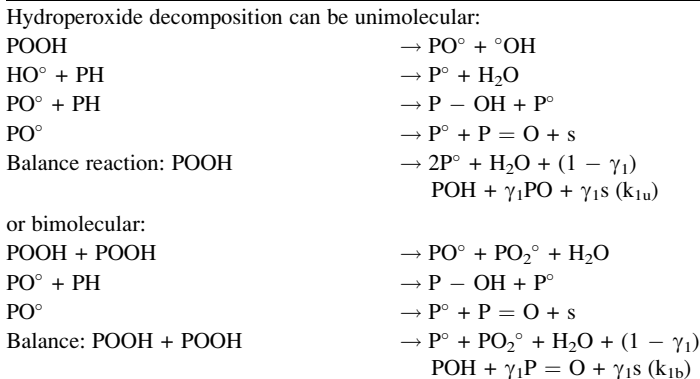 Hydroperoxide decomposition can be unimolecular:
POOH → PO° + °OH
HO° + PH → P° + H₂O
PO° + PH → P − OH + P°
PO° → P° + P = O + s
Balance reaction: POOH → 2P° + H₂O + (1 − γ₁)
POH + γ₁PO + γ₁s (k₁ᵤ)
or bimolecular:
POOH + POOH → PO° + PO₂° + H₂O
PO° + PH → P − OH + P°
PO° → P° + P = O + s
Balance: POOH + POOH → P° + PO₂° + H₂O + (1 − γ₁)
POH + γ₁P = O + γ₁s (k₁b)